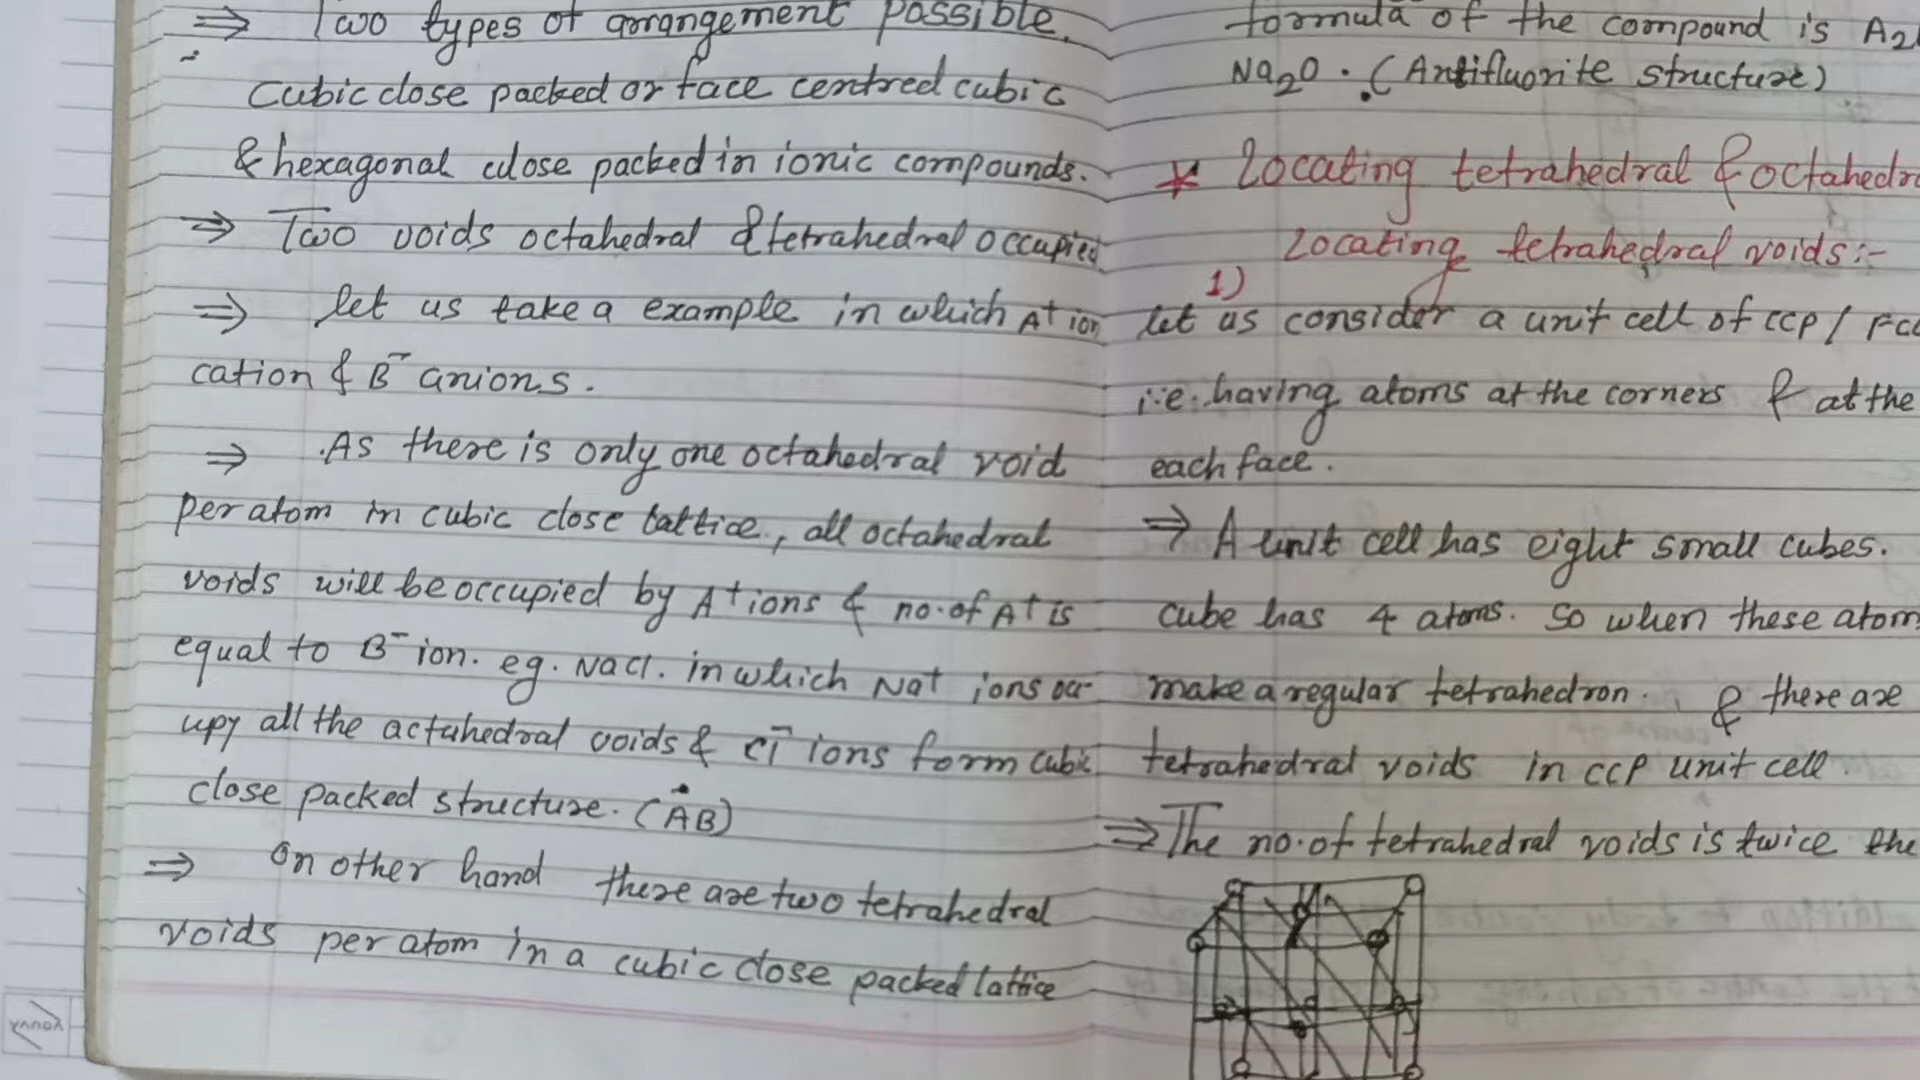 ⇒ Two types of arrangement possible.
Cubic close packed or face centred cubic
& hexagonal close packed in ionic compounds.
⇒ Two voids octahedral & tetrahedral occupied
⇒ let us take a example in which A⁺ ion
cation & B⁻ anions.
⇒ As there is only one octahedral void
per atom in cubic close lattice, all octahedral
voids will be occupied by A⁺ ions & no. of A⁺ is
equal to B⁻ ion. eg. NaCl. in which Na⁺ ions occ-
upy all the actahedral voids & Cl⁻ ions form cubic
close packed structure. (AB)
⇒ On other hand there are two tetrahedral
voids per atom in a cubic close packed lattice
formula of the compound is A2
Na2O. (Antifluorite structure)
* Locating tetrahedral & octahedr
Locating tetrahedral voids:-
1)
let us consider a unit cell of CCP / FC
i.e. having atoms at the corners & at the
each face.
⇒ A unit cell has eight small cubes.
cube has 4 atoms. So when these atom
make a regular tetrahedron. & there are
tetrahedral voids in CCP unit cell.
⇒ The no. of tetrahedral voids is twice the